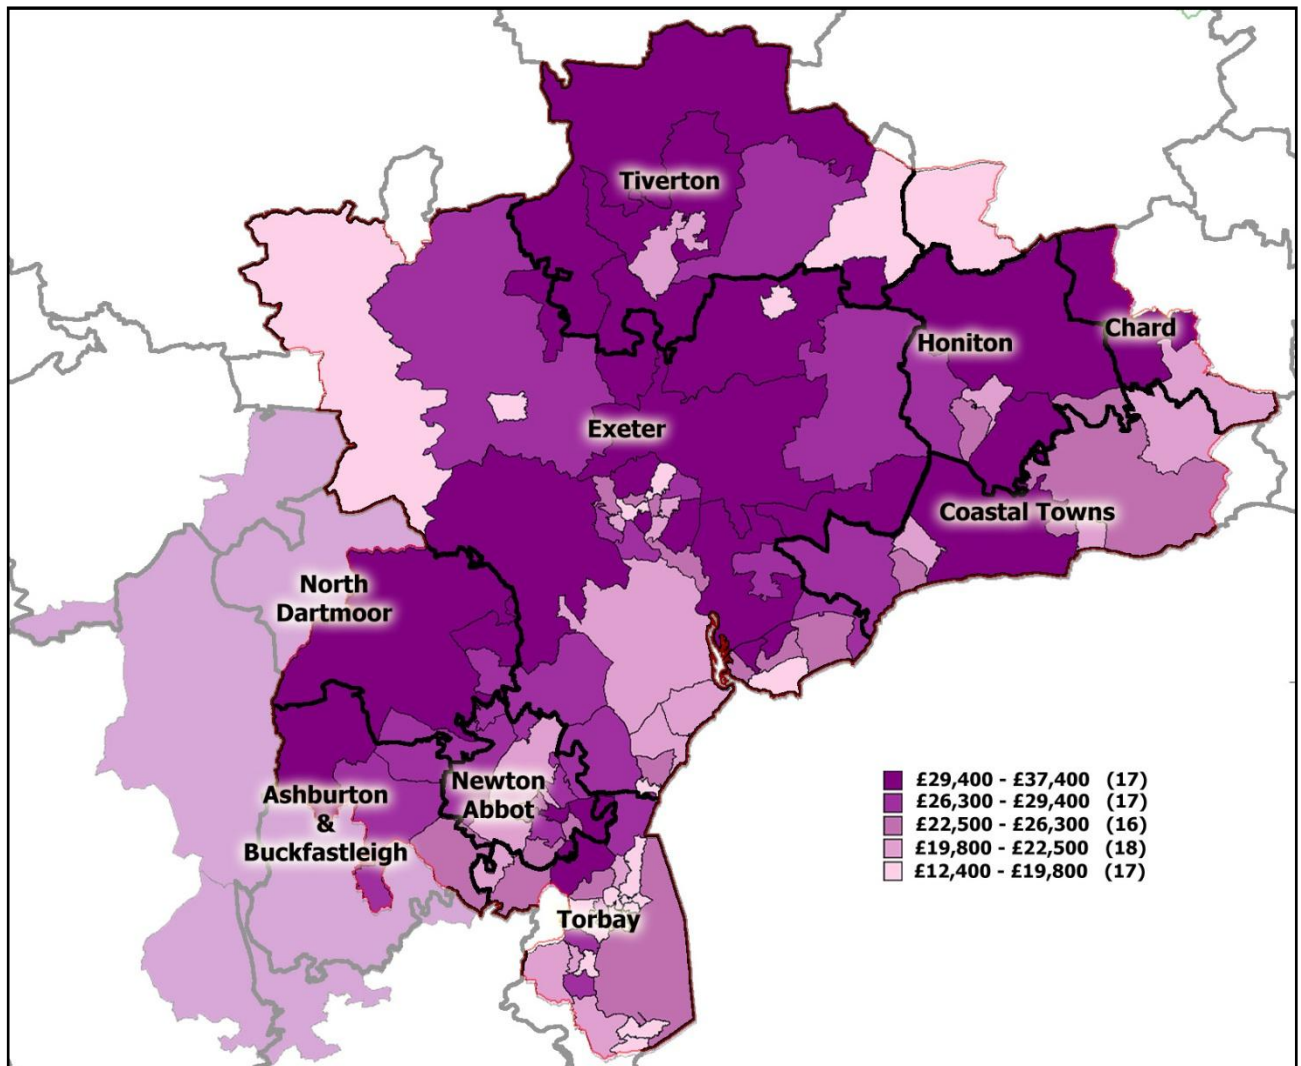 Tiverton
Chard
Honiton
Exeter
Coastal Towns
North
Dartmoor
Newton
Abbot
Ashburton
&
Buckfastleigh
Torbay
£29,400 - £37,400 (17)
£26,300 - £29,400 (17)
£22,500 - £26,300 (16)
£19,800 - £22,500 (18)
£12,400 - £19,800 (17)